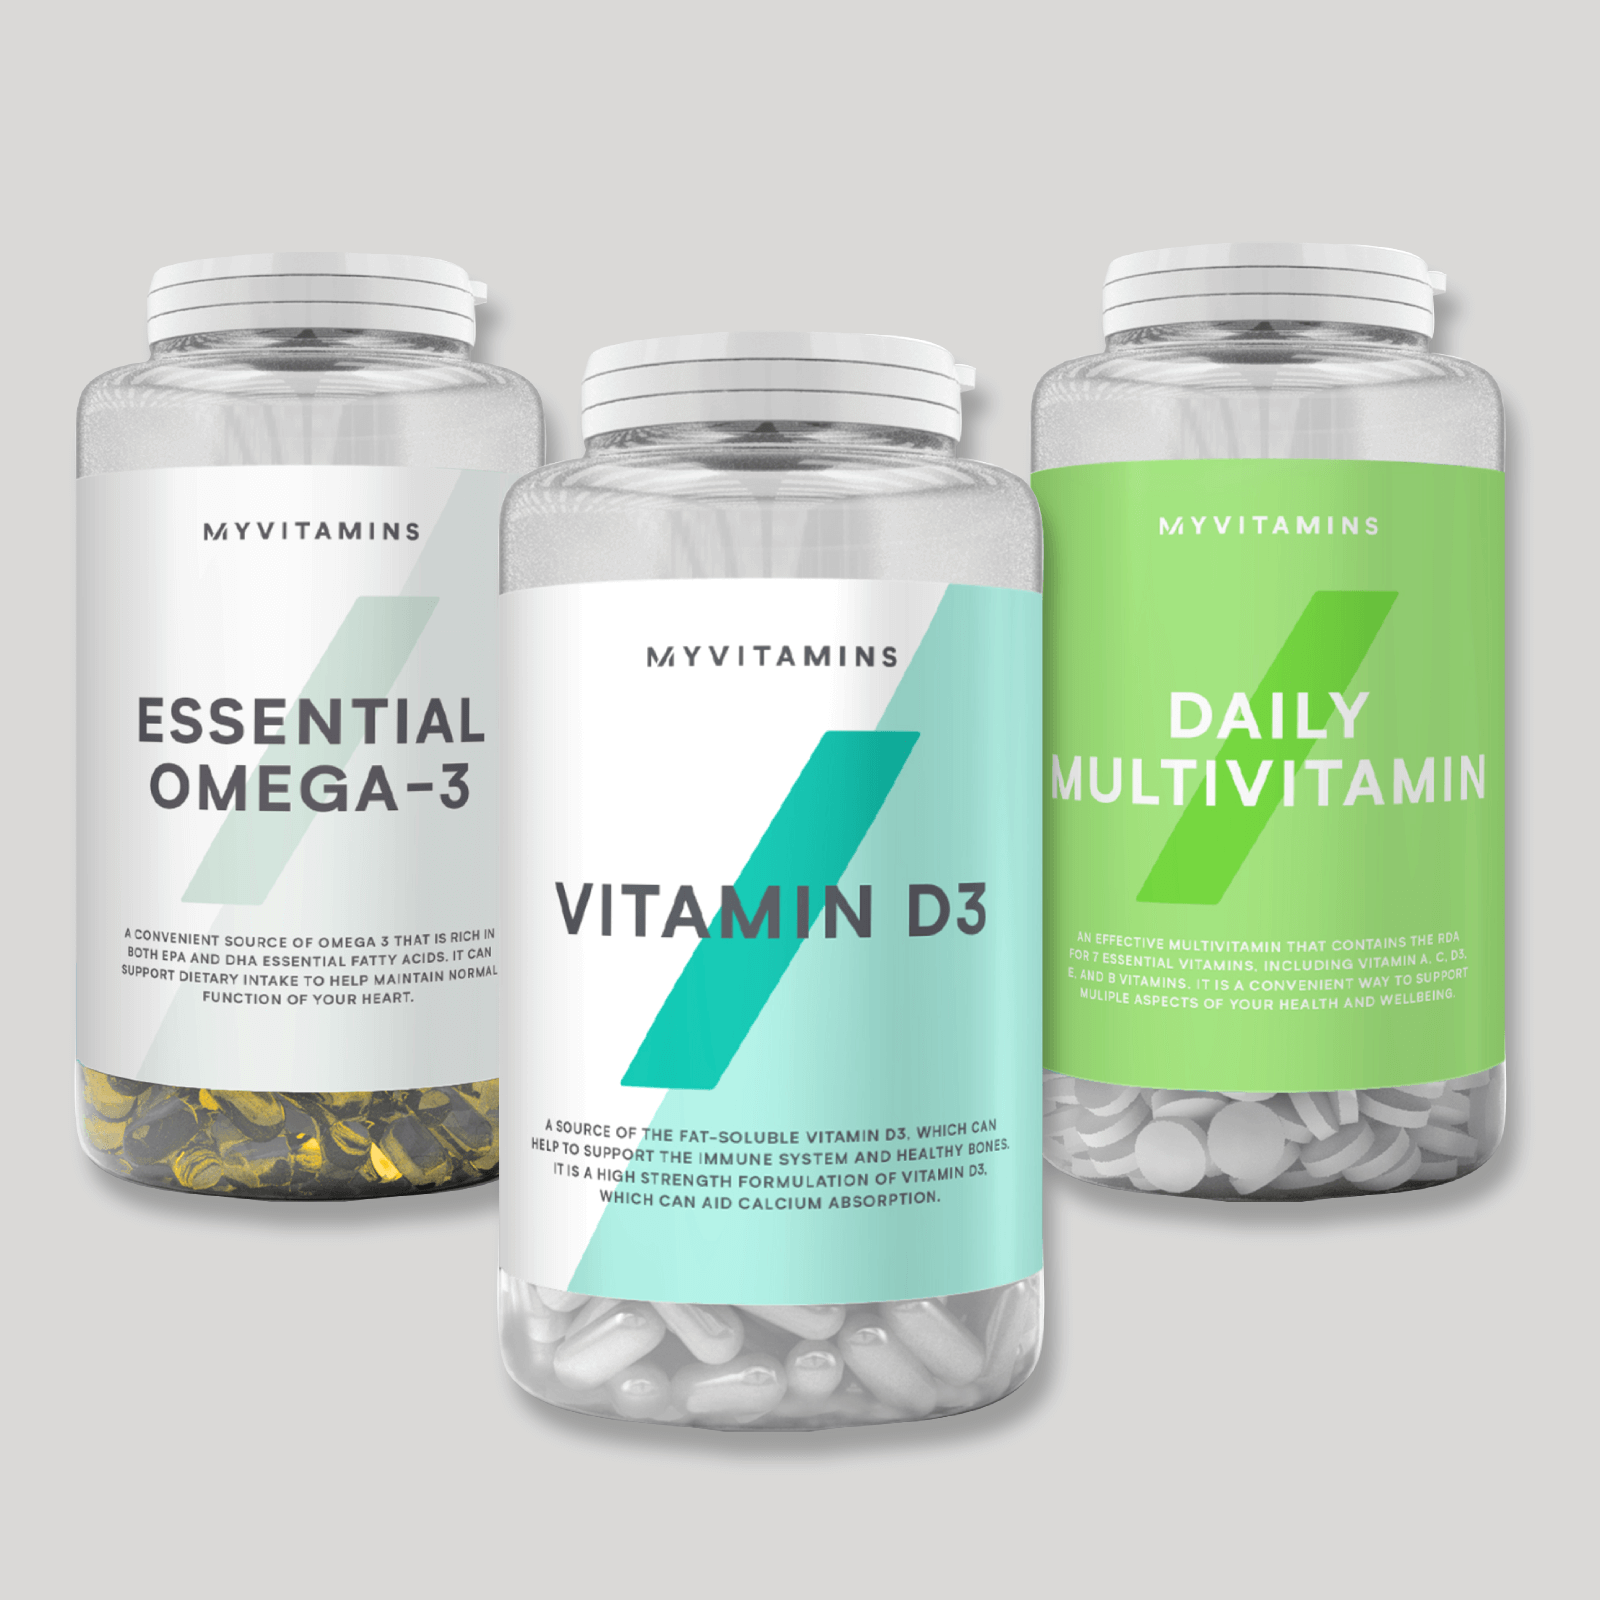 MYVITAMINS
ESSENTIAL
OMEGA-3
A CONVENIENT SOURCE OF OMEGA 3 THAT IS RICH IN
BOTH EPA AND DHA ESSENTIAL FATTY ACIDS. IT CAN
SUPPORT DIETARY INTAKE TO HELP MAINTAIN NORMAL
FUNCTION OF YOUR HEART.
MYVITAMINS
VITAMIN D3
A SOURCE OF THE FAT-SOLUBLE VITAMIN D3, WHICH CAN
HELP TO SUPPORT THE IMMUNE SYSTEM AND HEALTHY BONES.
IT IS A HIGH STRENGTH FORMULATION OF VITAMIN D3,
WHICH CAN AID CALCIUM ABSORPTION.
MYVITAMINS
DAILY
MULTIVITAMIN
AN EFFECTIVE MULTIVITAMIN THAT CONTAINS THE RDA
FOR 7 ESSENTIAL VITAMINS, INCLUDING VITAMIN A, C, D3,
E, AND B VITAMINS. IT IS A CONVENIENT WAY TO SUPPORT
MULIPLE ASPECTS OF YOUR HEALTH AND WELLBEING.